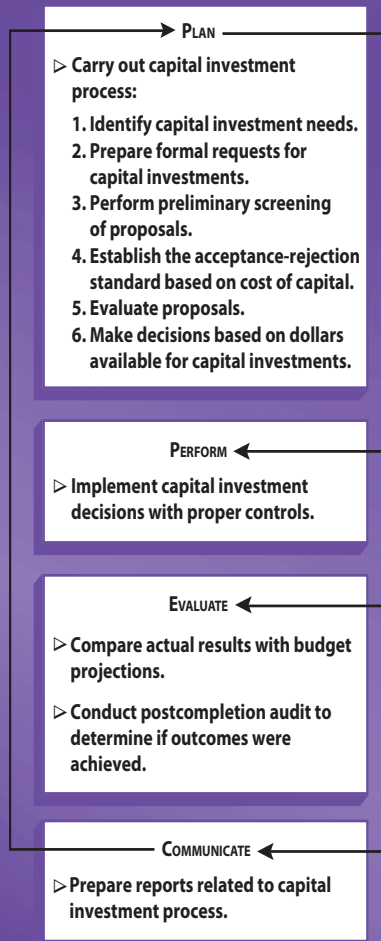 PLAN
▷ Carry out capital investment
process:
1. Identify capital investment needs.
2. Prepare formal requests for
capital investments.
3. Perform preliminary screening
of proposals.
4. Establish the acceptance-rejection
standard based on cost of capital.
5. Evaluate proposals.
6. Make decisions based on dollars
available for capital investments.
PERFORM
▷ Implement capital investment
decisions with proper controls.
EVALUATE
▷ Compare actual results with budget
projections.
▷ Conduct postcompletion audit to
determine if outcomes were
achieved.
COMMUNICATE
▷ Prepare reports related to capital
investment process.